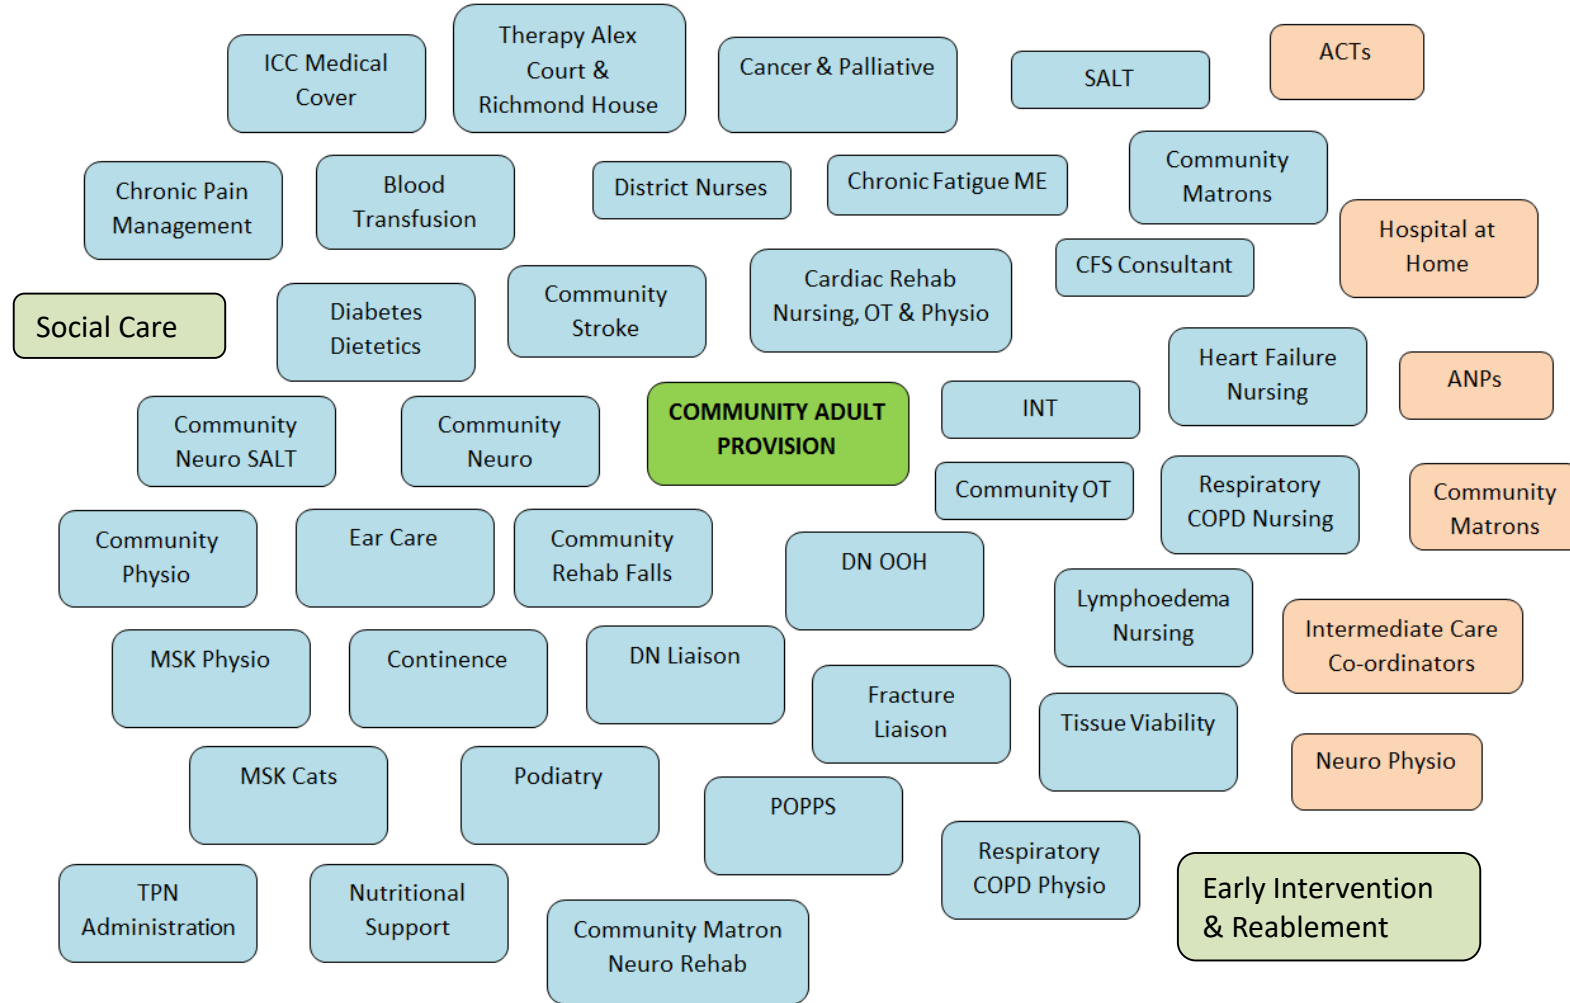 ICC Medical
Cover
Therapy Alex
Court &
Richmond House
Cancer & Palliative
SALT
ACTs
Chronic Pain
Management
Blood
Transfusion
District Nurses
Chronic Fatigue ME
Community
Matrons
Hospital at
Home
Social Care
Diabetes
Dietetics
Community
Stroke
Cardiac Rehab
Nursing, OT & Physio
CFS Consultant
Heart Failure
Nursing
ANPs
Community
Neuro SALT
Community
Neuro
COMMUNITY ADULT
PROVISION
INT
Community OT
Respiratory
COPD Nursing
Community
Matrons
Community
Physio
Ear Care
Community
Rehab Falls
DN OOH
Lymphoedema
Nursing
Intermediate Care
Co-ordinators
MSK Physio
Continence
DN Liaison
Fracture
Liaison
Tissue Viability
Neuro Physio
MSK Cats
Podiatry
POPPS
Respiratory
COPD Physio
Early Intervention
& Reablement
TPN
Administration
Nutritional
Support
Community Matron
Neuro Rehab